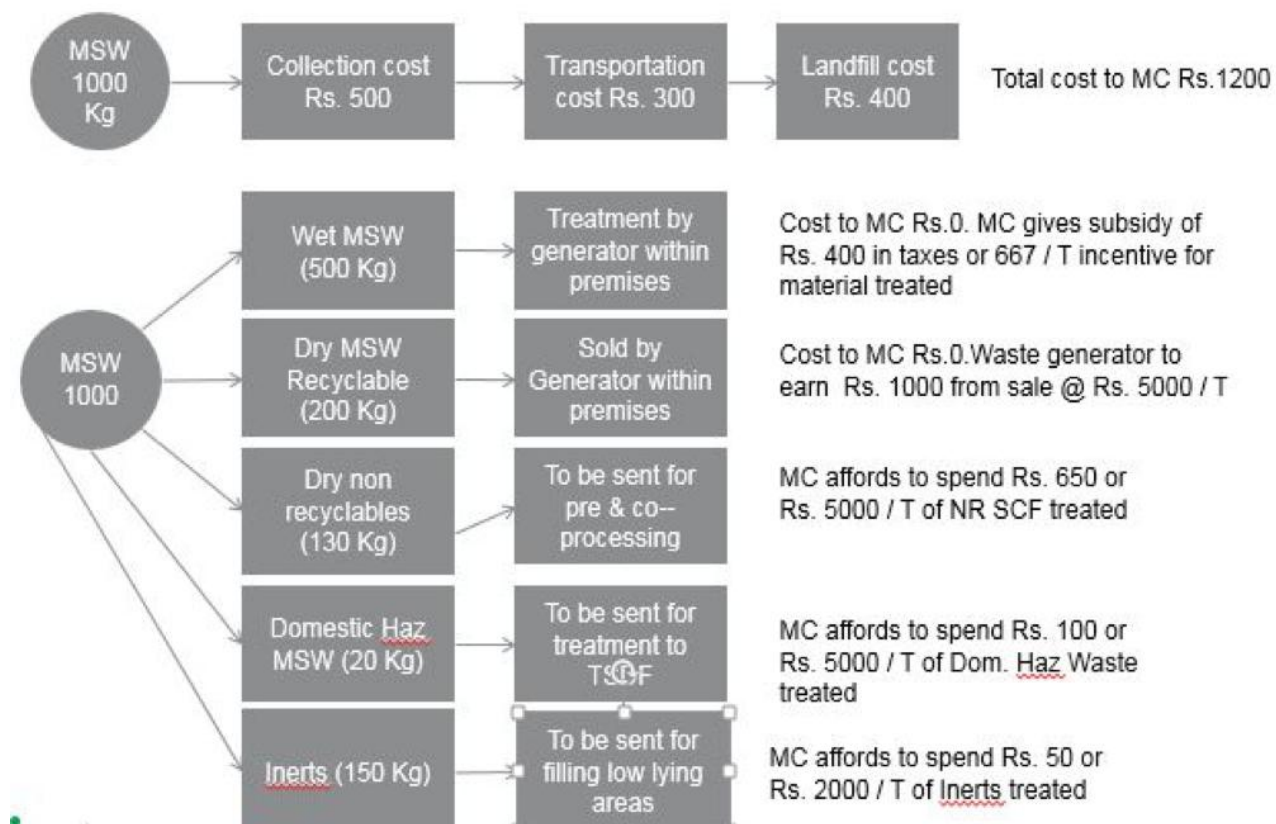 MSW
1000
Kg
Collection cost
Rs. 500
Transportation
cost Rs. 300
Landfill cost
Rs. 400
Total cost to MC Rs.1200
MSW
1000
Wet MSW
(500 Kg)
Treatment by
generator within
premises
Cost to MC Rs.0. MC gives subsidy of
Rs. 400 in taxes or 667 / T incentive for
material treated
Dry MSW
Recyclable
(200 Kg)
Sold by
Generator within
premises
Cost to MC Rs.0.Waste generator to
earn Rs. 1000 from sale @ Rs. 5000 / T
Dry non
recyclables
(130 Kg)
To be sent for
pre & co--
processing
MC affords to spend Rs. 650 or
Rs. 5000 / T of NR SCF treated
Domestic Haz
MSW (20 Kg)
To be sent for
treatment to
TSDF
MC affords to spend Rs. 100 or
Rs. 5000 / T of Dom. Haz Waste
treated
Inerts (150 Kg)
To be sent for
filling low lying
areas
MC affords to spend Rs. 50 or
Rs. 2000 / T of Inerts treated